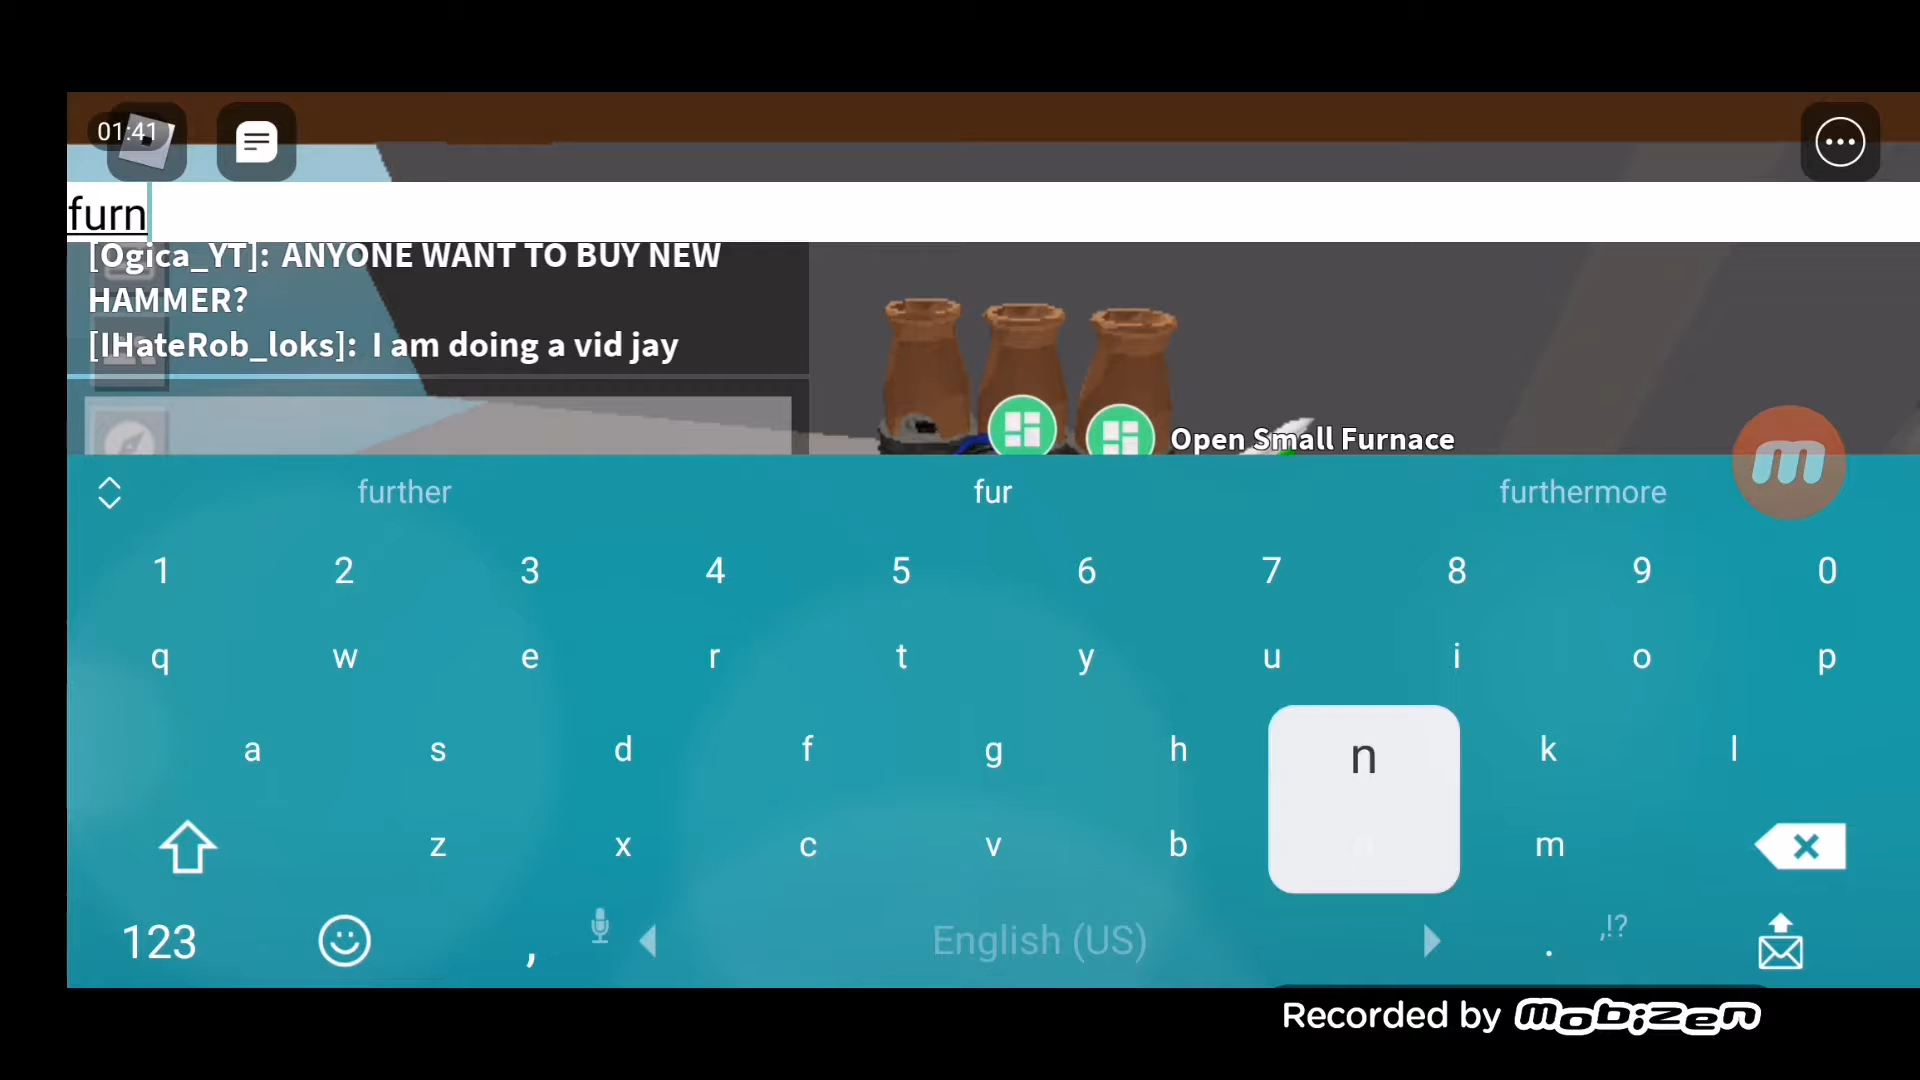 01:41
furn
[Ogica_YT]: ANYONE WANT TO BUY NEW
HAMMER?
[IHateRob_loks]: I am doing a vid jay
Open Small Furnace
further fur furthermore
1 2 3 4 5 6 7 8 9 0
q w e r t y u i o p
a s d f g h n k l
z x c v b m
123 , English (US) . ,!?
Recorded by mobizen